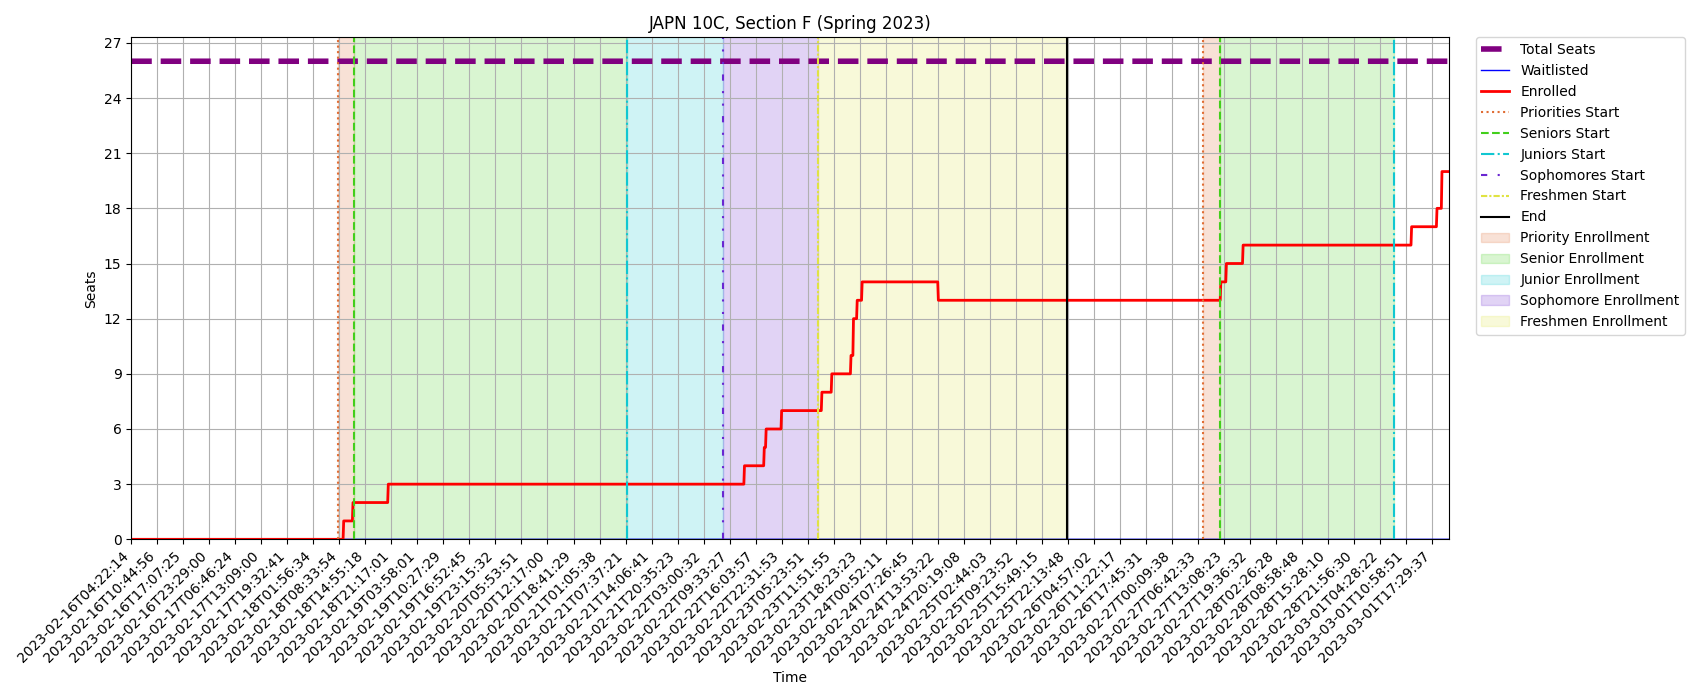 JAPN 10C, Section F (Spring 2023)
27
24
21
18
15
12
9
6
3
0
Seats
2023-02-16T04:22:14
2023-02-16T10:44:56
2023-02-16T17:07:25
2023-02-16T23:29:00
2023-02-17T06:46:24
2023-02-17T13:09:00
2023-02-17T19:32:41
2023-02-18T01:56:34
2023-02-18T08:33:54
2023-02-18T14:55:18
2023-02-18T21:17:01
2023-02-19T03:58:01
2023-02-19T10:27:29
2023-02-19T16:52:45
2023-02-19T23:15:32
2023-02-20T05:53:51
2023-02-20T12:17:00
2023-02-20T18:41:29
2023-02-21T01:05:38
2023-02-21T07:37:21
2023-02-21T14:06:41
2023-02-21T20:35:23
2023-02-22T03:00:32
2023-02-22T09:33:27
2023-02-22T16:03:57
2023-02-22T22:31:53
2023-02-23T05:23:51
2023-02-23T11:51:55
2023-02-23T18:23:23
2023-02-24T00:52:11
2023-02-24T07:26:45
2023-02-24T13:53:22
2023-02-24T20:19:08
2023-02-25T02:44:03
2023-02-25T09:23:52
2023-02-25T15:49:15
2023-02-25T22:13:48
2023-02-26T04:57:02
2023-02-26T11:22:17
2023-02-26T17:45:31
2023-02-27T00:09:38
2023-02-27T06:42:33
2023-02-27T13:08:23
2023-02-27T19:36:32
2023-02-28T02:26:28
2023-02-28T08:58:48
2023-02-28T15:28:10
2023-02-28T21:56:30
2023-03-01T04:28:22
2023-03-01T10:58:51
2023-03-01T17:29:37
Time
Total Seats
Waitlisted
Enrolled
Priorities Start
Seniors Start
Juniors Start
Sophomores Start
Freshmen Start
End
Priority Enrollment
Senior Enrollment
Junior Enrollment
Sophomore Enrollment
Freshmen Enrollment